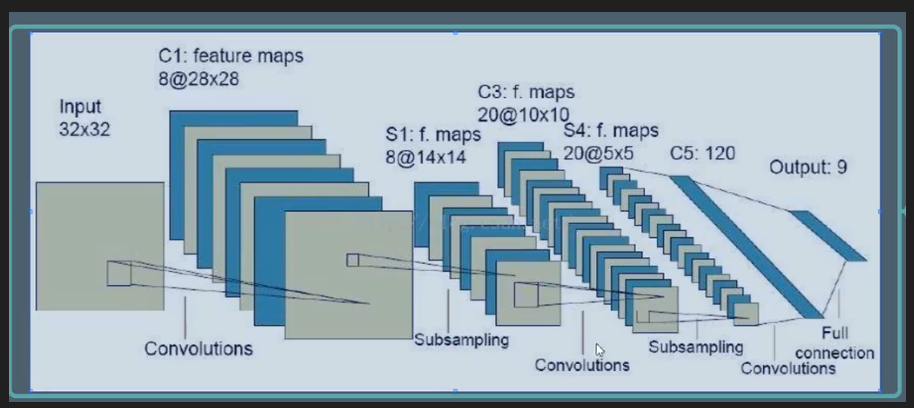 C1: feature maps
8@28x28
Input
32x32
C3: f. maps
20@10x10
S1: f. maps
8@14x14
S4: f. maps
20@5x5
C5: 120
Output: 9
Convolutions
Subsampling
Convolutions
Subsampling
Convolutions
Full
connection